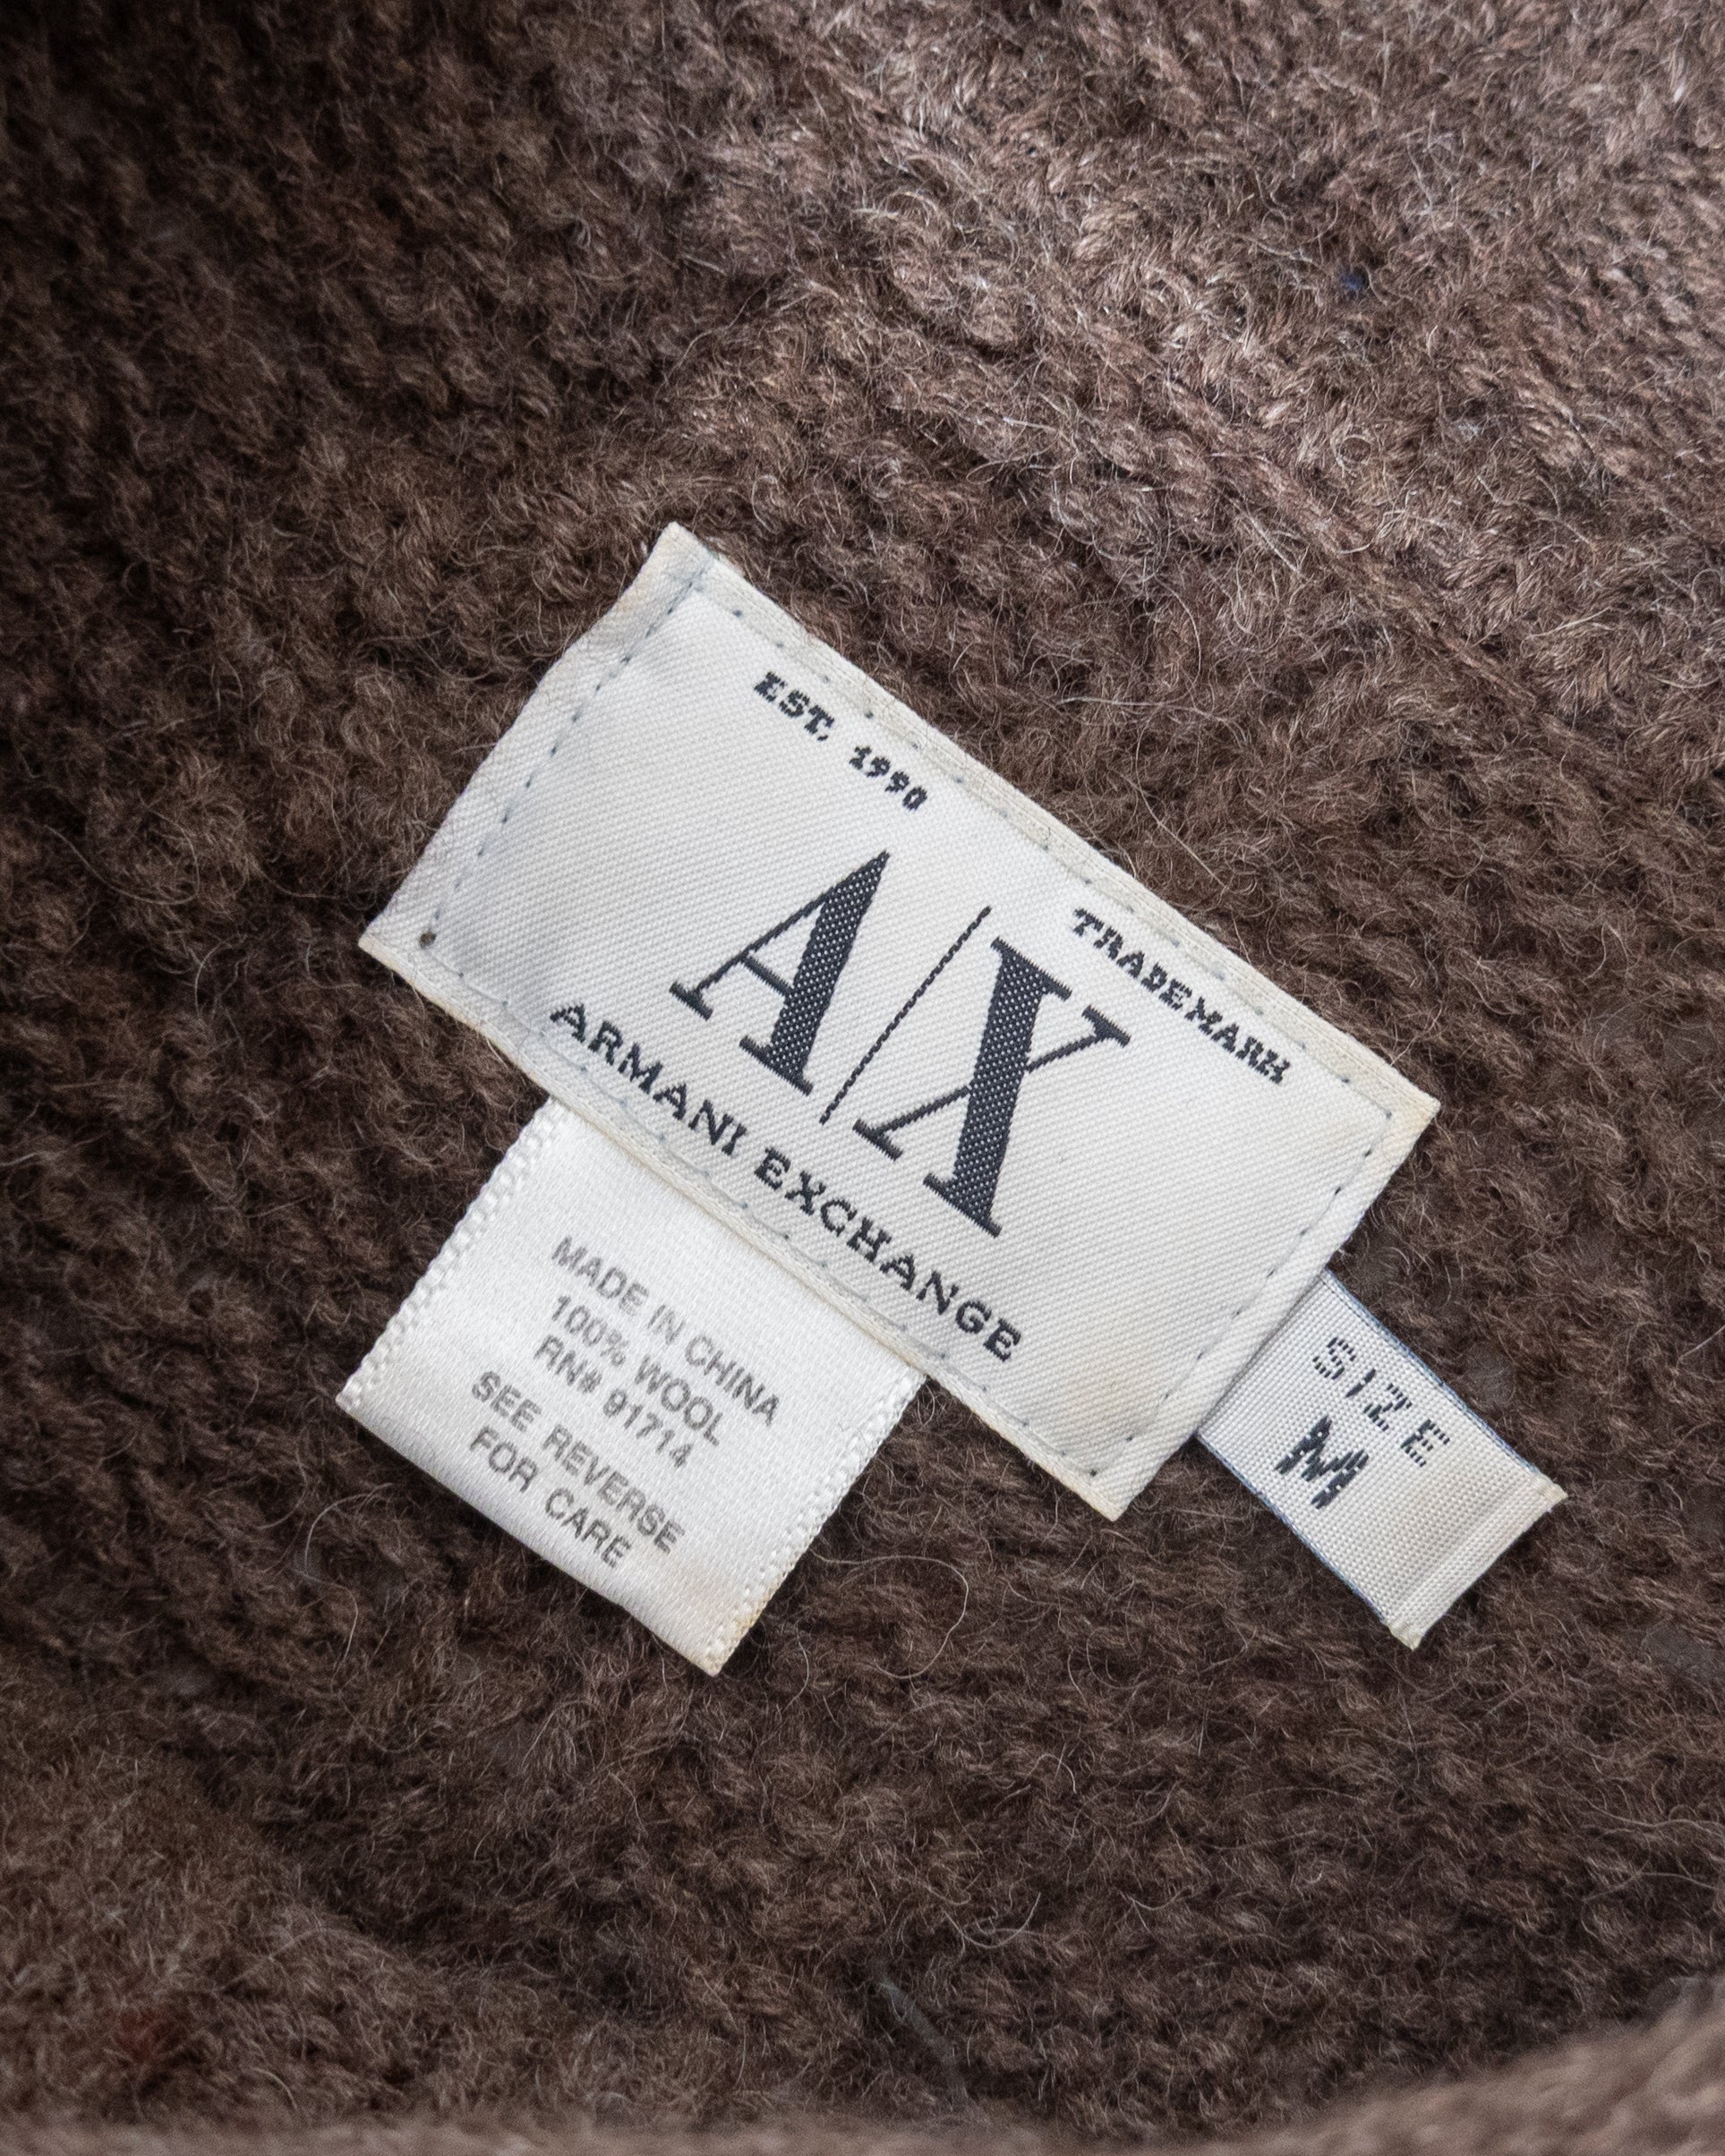 EST. 1990
TRADEMARK
A|X
ARMANI EXCHANGE
MADE IN CHINA
100% WOOL
RN# 91714
SEE REVERSE
FOR CARE
SIZE
M